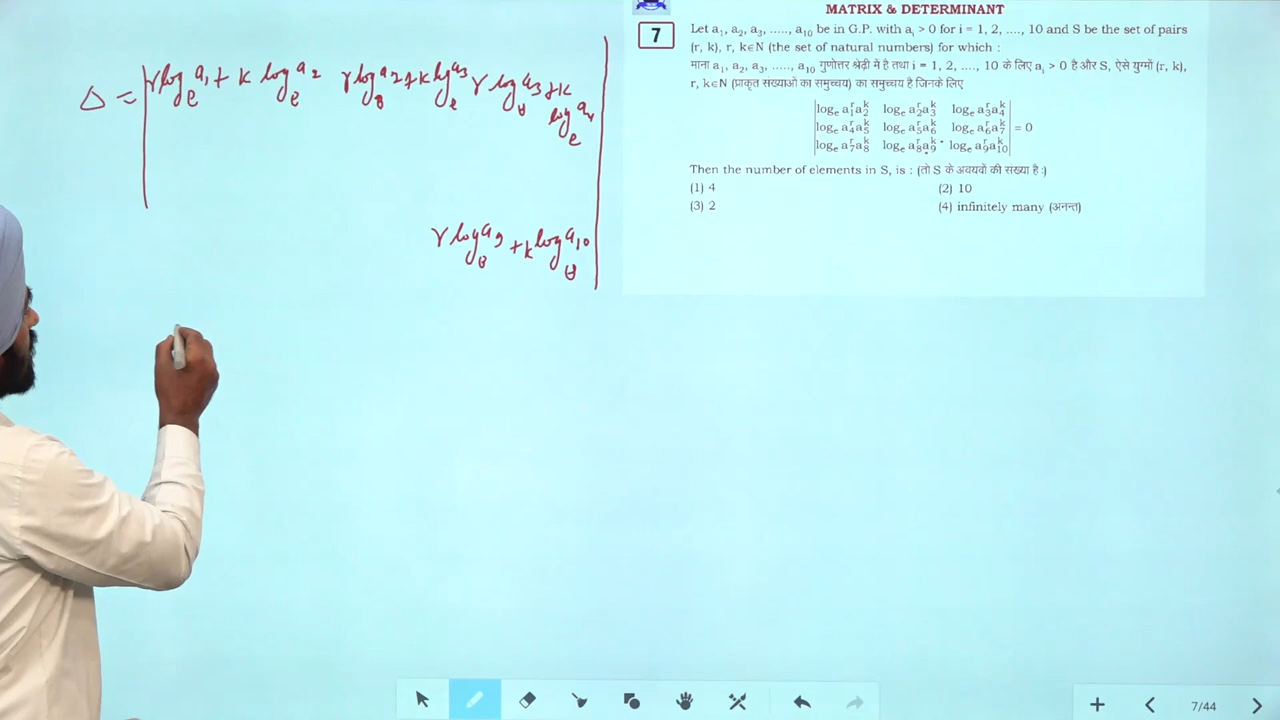 MATRIX & DETERMINANT
7
Let a₁, a₂, a₃, ....., a₁₀ be in G.P. with aᵢ > 0 for i = 1, 2, ...., 10 and S be the set of pairs
(r, k), r, k∈N (the set of natural numbers) for which :
माना a₁, a₂, a₃, ....., a₁₀ गुणोत्तर श्रेढ़ी में है तथा i = 1, 2, ...., 10 के लिए aᵢ > 0 है और S, ऐसे युग्मों (r, k),
r, k∈N (प्राकृत संख्याओं का समुच्चय) का समुच्चय है जिनके लिए
|logₑ a₁ʳa₂ᵏ logₑ a₂ʳa₃ᵏ logₑ a₃ʳa₄ᵏ|
|logₑ a₄ʳa₅ᵏ logₑ a₅ʳa₆ᵏ logₑ a₆ʳa₇ᵏ| = 0
|logₑ a₇ʳa₈ᵏ logₑ a₈ʳa₉ᵏ logₑ a₉ʳa₁₀ᵏ|
Then the number of elements in S, is : (तो S के अवयवों की संख्या है :)
(1) 4 (2) 10
(3) 2 (4) infinitely many (अनन्त)
Δ = | r logₑ a₁ + k logₑ a₂ r logₑ a₂ + k logₑ a₃ r logₑ a₃ + k
logₑ a₄ |
r logₑ a₉ + k logₑ a₁₀
7/44